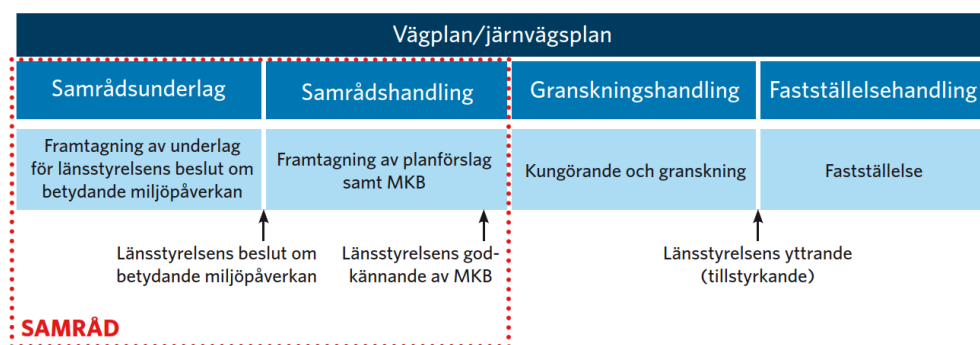 Vägplan/järnvägsplan
Samrådsunderlag
Samrådshandling
Granskningshandling
Fastställelsehandling
Framtagning av underlag
för länsstyrelsens beslut om
betydande miljöpåverkan
Framtagning av planförslag
samt MKB
Kungörande och granskning
Fastställelse
Länsstyrelsens beslut om
betydande miljöpåverkan
Länsstyrelsens god-
kännande av MKB
Länsstyrelsens yttrande
(tillstyrkande)
SAMRÅD